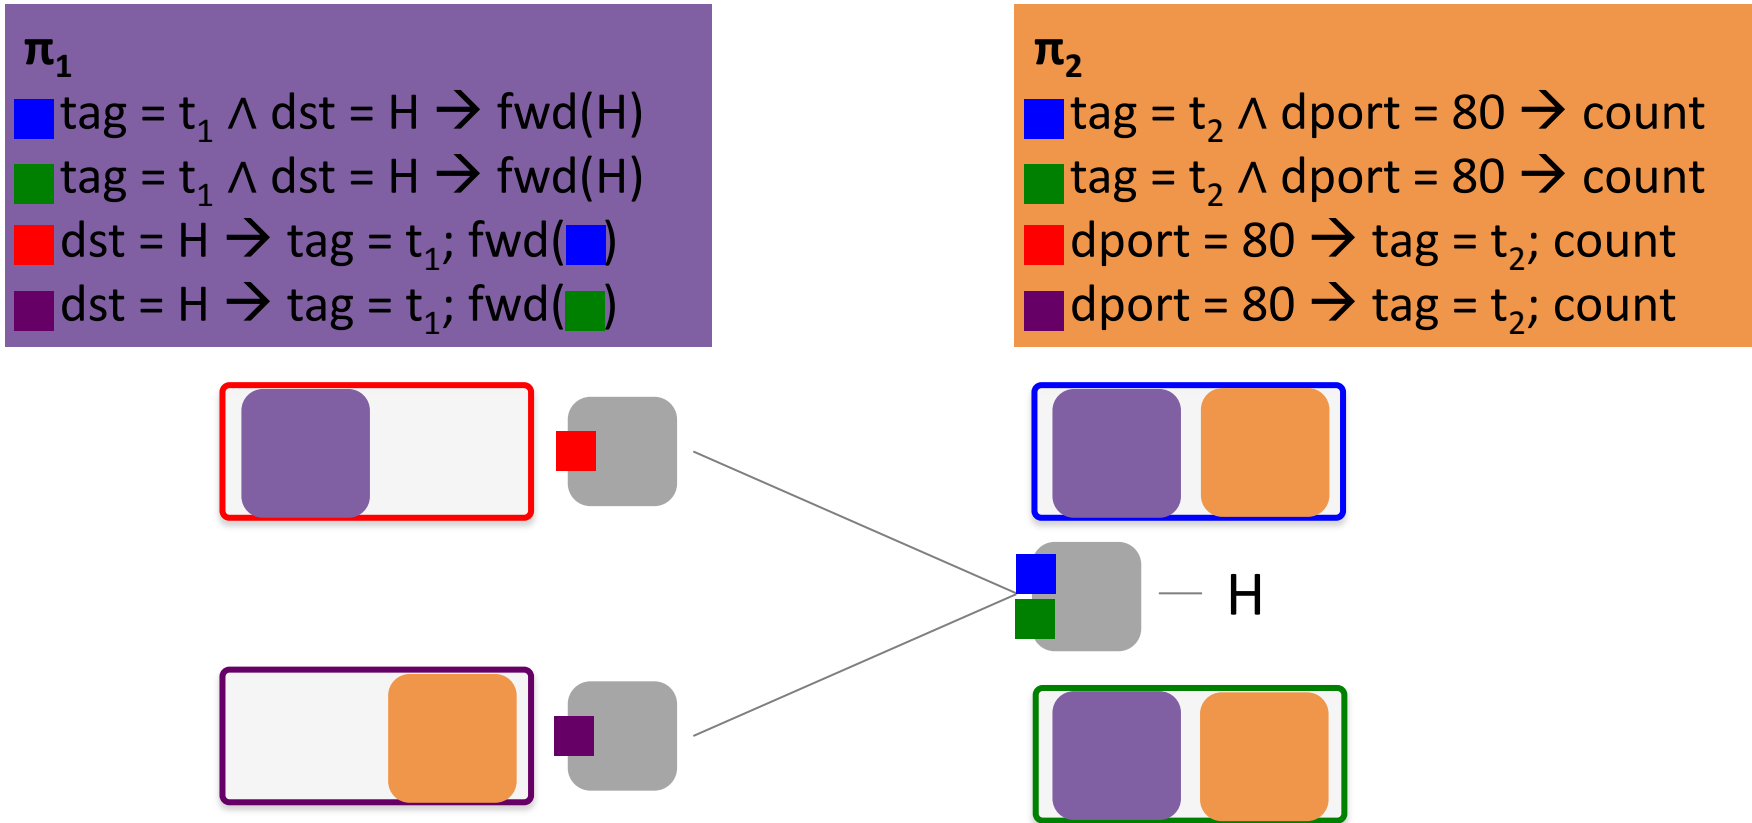 π₁
tag = t₁ ∧ dst = H → fwd(H)
tag = t₁ ∧ dst = H → fwd(H)
dst = H → tag = t₁; fwd( )
dst = H → tag = t₁; fwd( )
π₂
tag = t₂ ∧ dport = 80 → count
tag = t₂ ∧ dport = 80 → count
dport = 80 → tag = t₂; count
dport = 80 → tag = t₂; count
H